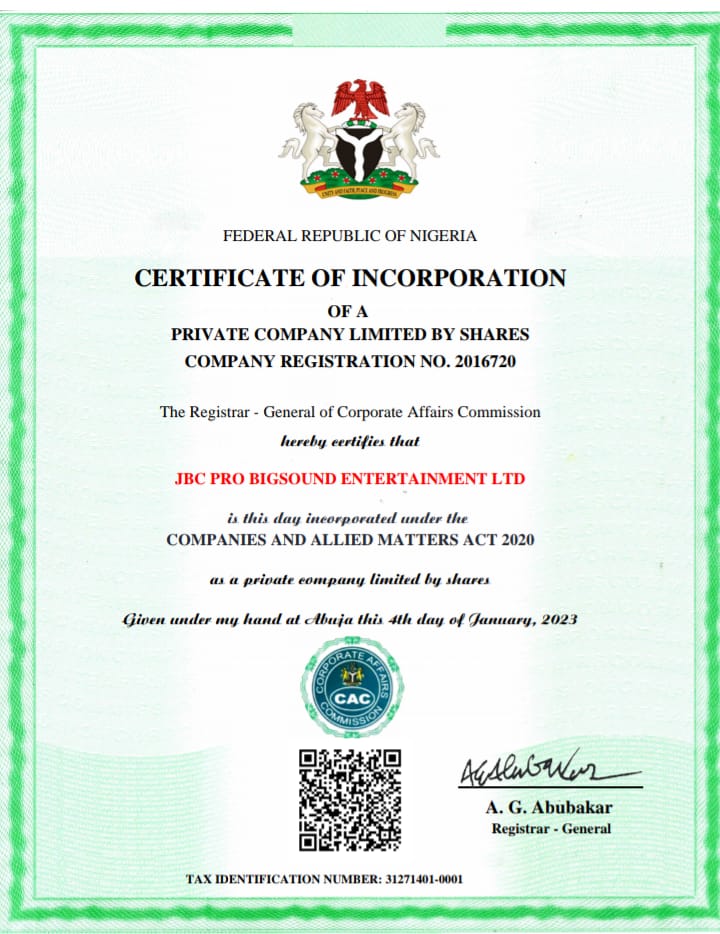 UNITY AND FAITH, PEACE AND PROGRESS
FEDERAL REPUBLIC OF NIGERIA
CERTIFICATE OF INCORPORATION
OF A
PRIVATE COMPANY LIMITED BY SHARES
COMPANY REGISTRATION NO. 2016720
The Registrar - General of Corporate Affairs Commission
hereby certifies that
JBC PRO BIGSOUND ENTERTAINMENT LTD
is this day incorporated under the
COMPANIES AND ALLIED MATTERS ACT 2020
as a private company limited by shares
Given under my hand at Abuja this 4th day of January, 2023
CORPORATE AFFAIRS
CAC
COMMISSION
AGAbubakar
A. G. Abubakar
Registrar - General
TAX IDENTIFICATION NUMBER: 31271401-0001